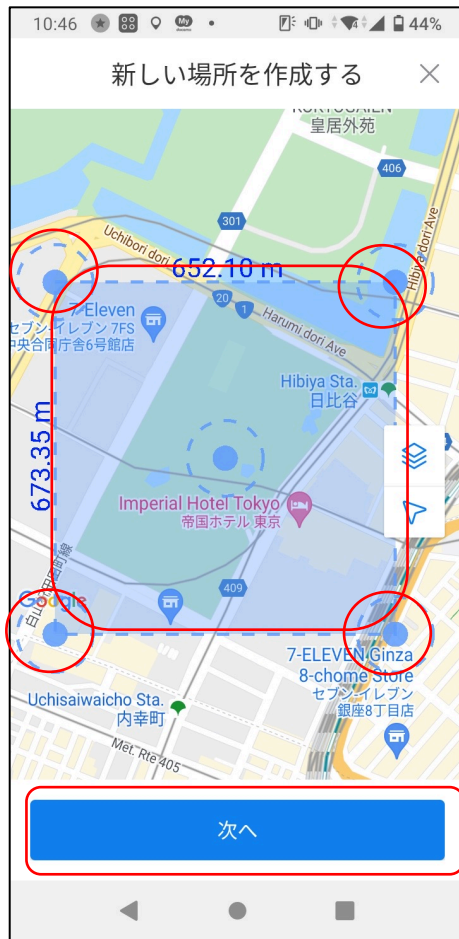 10:46
My
44%
新しい場所を作成する
皇居外苑
406
301
Uchibori dori
652.10 m
Hibiya dori Ave
7-Eleven
セブン-イレブン 7FS
中央合同庁舎6号館店
20
1
Harumi dori Ave
Hibiya Sta.
日比谷
673.35 m
Imperial Hotel Tokyo
帝国ホテル 東京
409
Google
7-ELEVEN Ginza
8-chome Store
セブン-イレブン
銀座8丁目店
Uchisaiwaicho Sta.
内幸町
Met. Rte 405
次へ